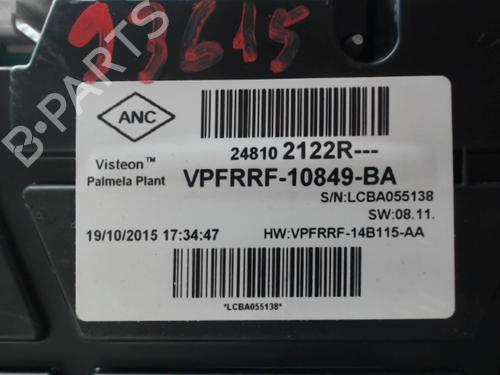 23615
B-PARTS
ANC
Visteon™
Palmela Plant
24810 2122R---
VPFRRF-10849-BA
S/N:LCBA055138
SW:08.11.
19/10/2015 17:34:47
HW:VPFRRF-14B115-AA
*LCBA055138*